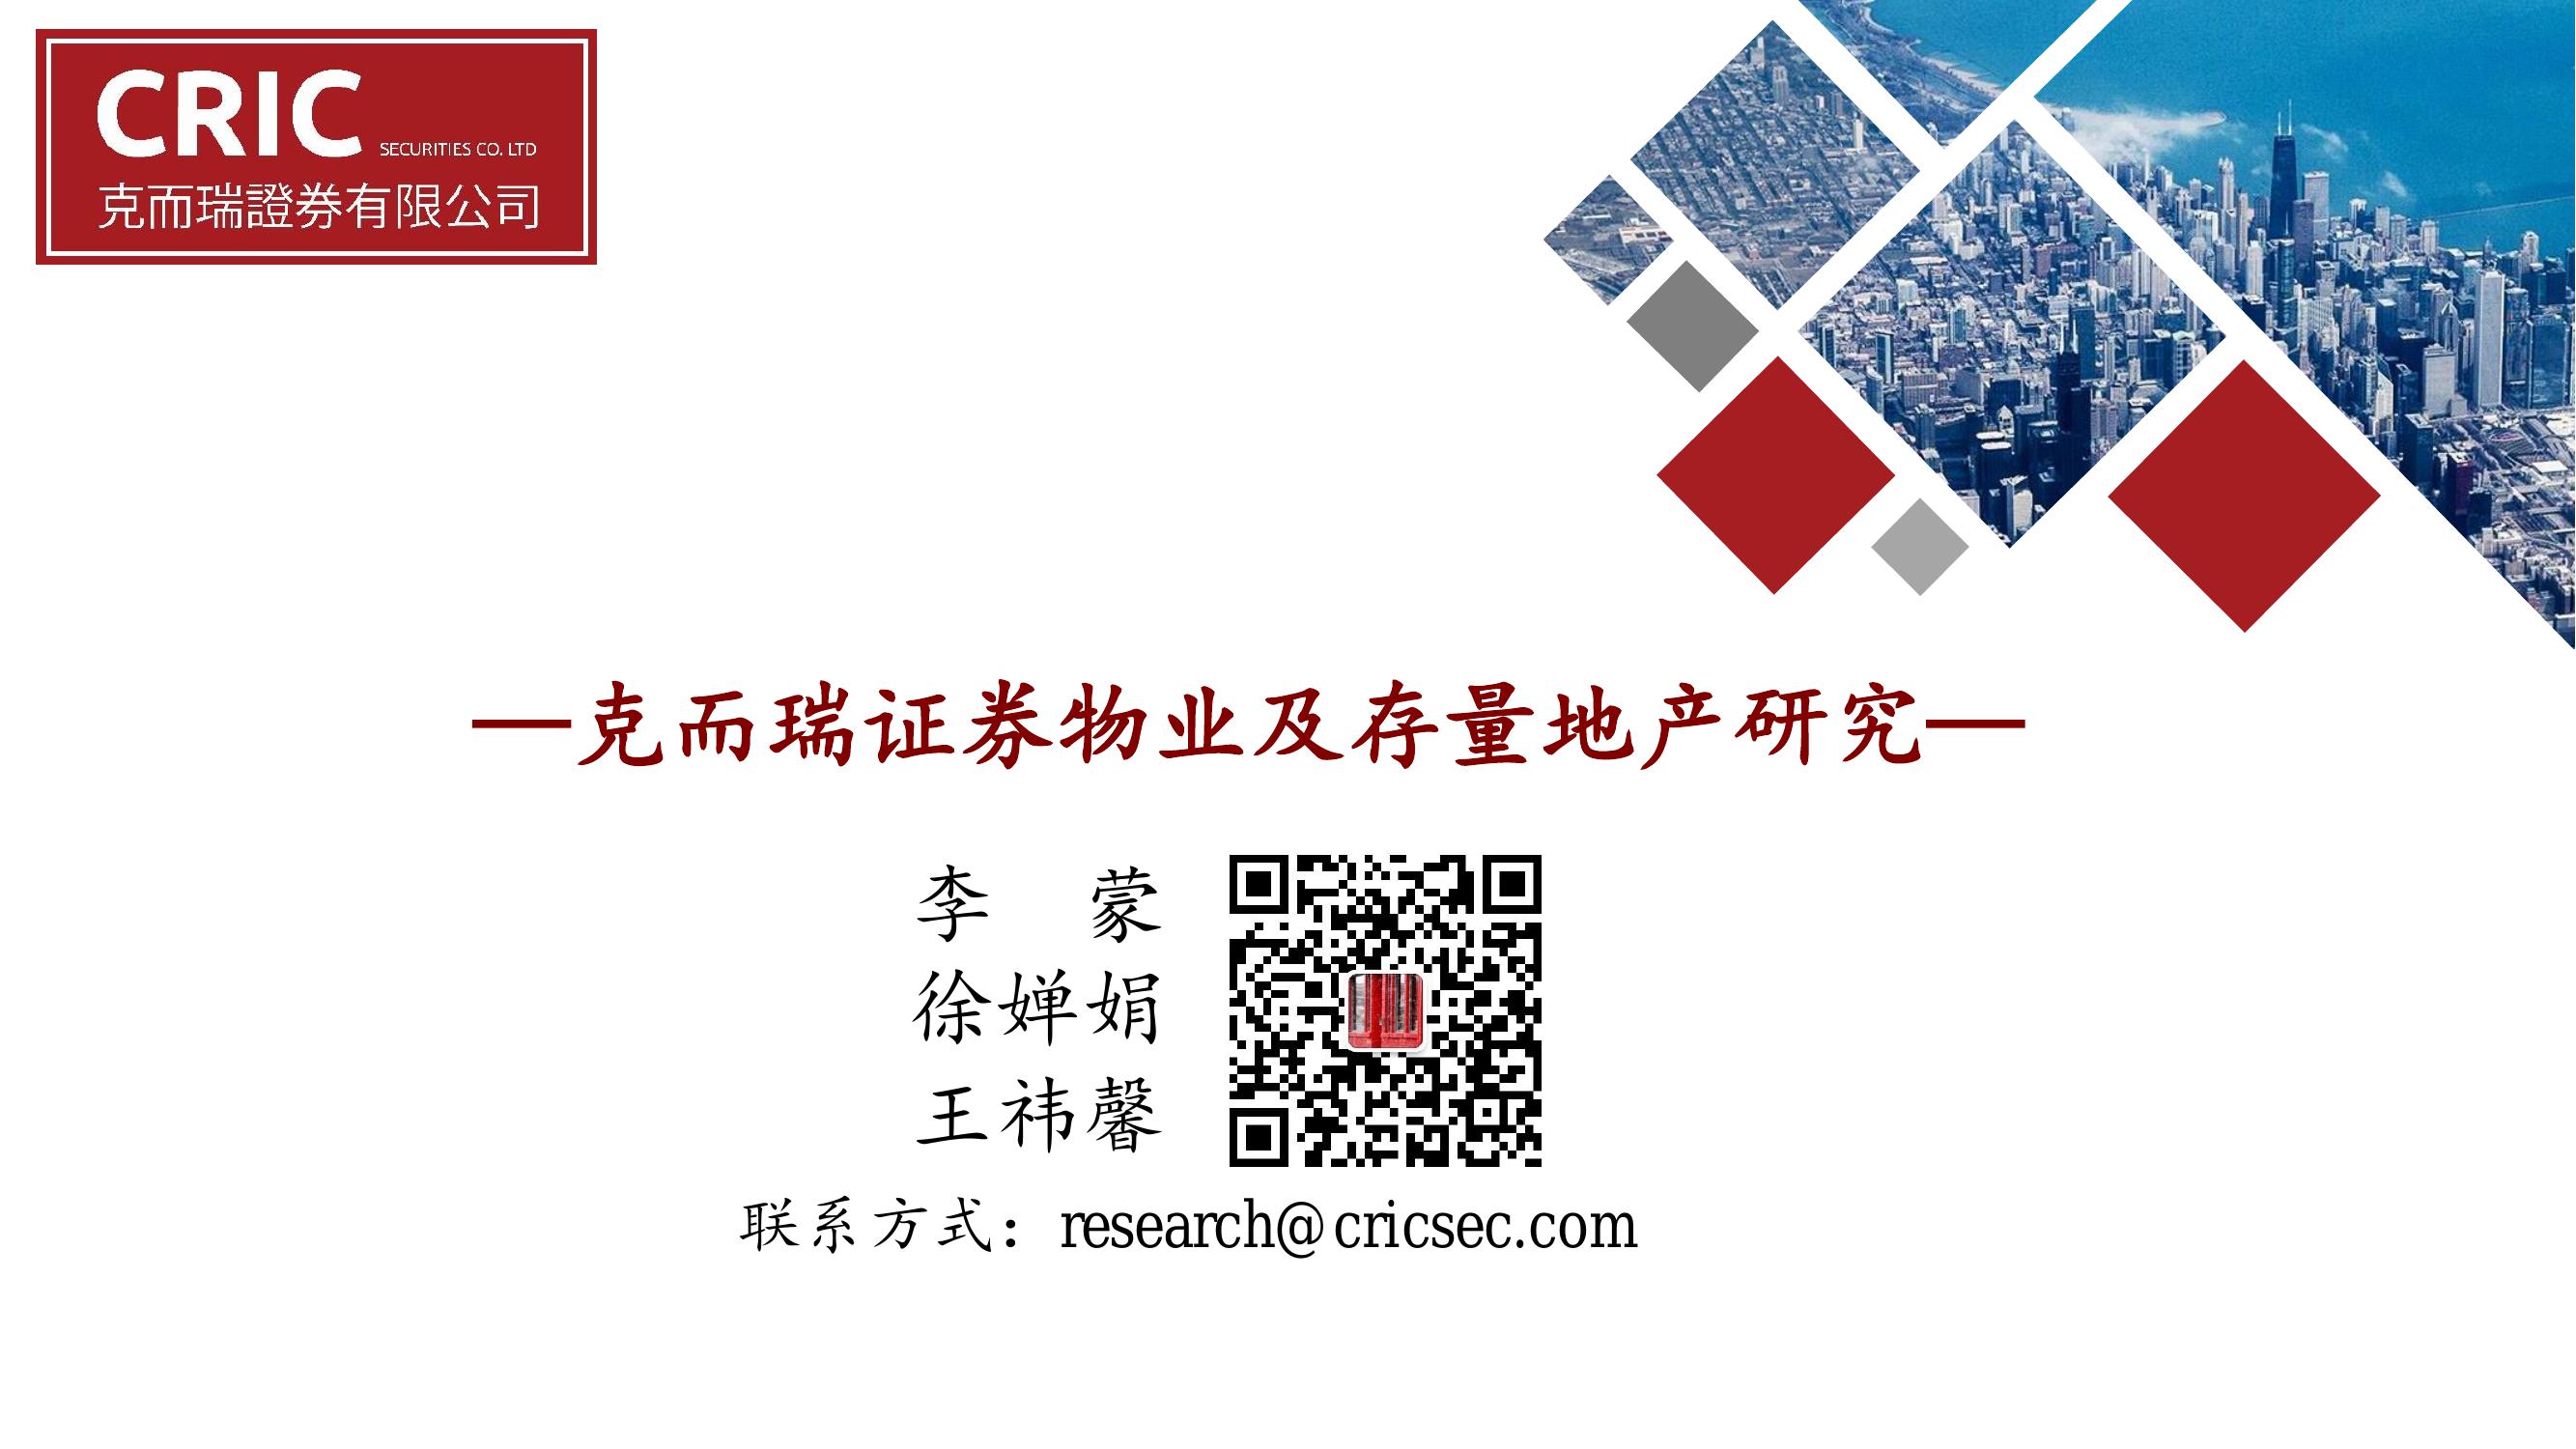 CRIC SECURITIES CO. LTD
克而瑞證券有限公司
—克而瑞证券物业及存量地产研究—
李 蒙
徐婵娟
王祎馨
联系方式：research@cricsec.com